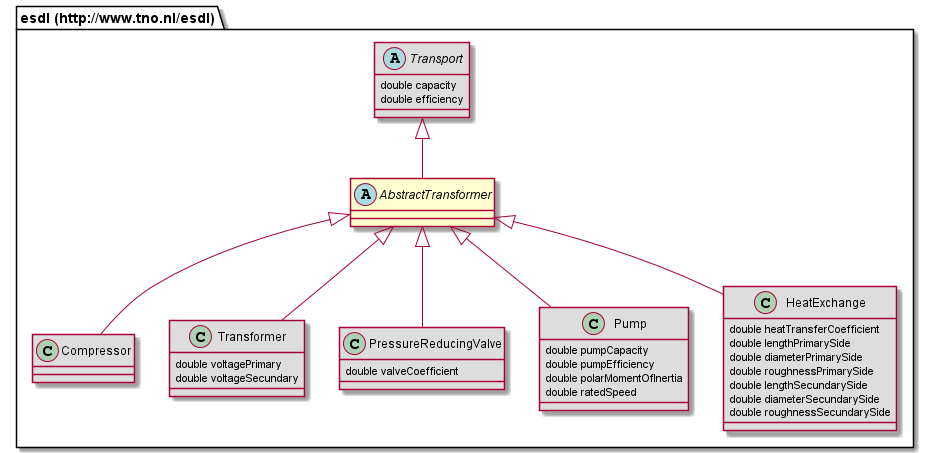 esdl (http://www.tno.nl/esdl)
A Transport
double capacity
double efficiency
A AbstractTransformer
C Compressor
C Transformer
double voltagePrimary
double voltageSecundary
C PressureReducingValve
double valveCoefficient
C Pump
double pumpCapacity
double pumpEfficiency
double polarMomentOfInertia
double ratedSpeed
C HeatExchange
double heatTransferCoefficient
double lengthPrimarySide
double diameterPrimarySide
double roughnessPrimarySide
double lengthSecundarySide
double diameterSecundarySide
double roughnessSecundarySide